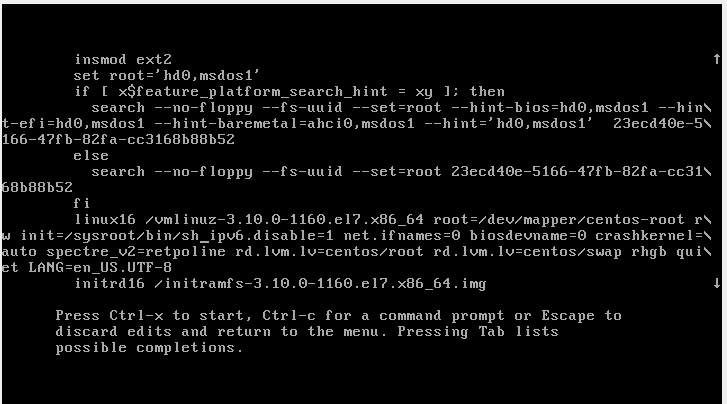 insmod ext2
set root='hd0,msdos1'
if [ x$feature_platform_search_hint = xy ]; then
search --no-floppy --fs-uuid --set=root --hint-bios=hd0,msdos1 --hin\
t-efi=hd0,msdos1 --hint-baremetal=ahci0,msdos1 --hint='hd0,msdos1'  23ecd40e-5\
166-47fb-82fa-cc3168b88b52
else
search --no-floppy --fs-uuid --set=root 23ecd40e-5166-47fb-82fa-cc31\
68b88b52
fi
linux16 /vmlinuz-3.10.0-1160.el7.x86_64 root=/dev/mapper/centos-root r\
w init=/sysroot/bin/sh_ipv6.disable=1 net.ifnames=0 biosdevname=0 crashkernel=\
auto spectre_v2=retpoline rd.lvm.lv=centos/root rd.lvm.lv=centos/swap rhgb qui\
et LANG=en_US.UTF-8
initrd16 /initramfs-3.10.0-1160.el7.x86_64.img
Press Ctrl-x to start, Ctrl-c for a command prompt or Escape to
discard edits and return to the menu. Pressing Tab lists
possible completions.